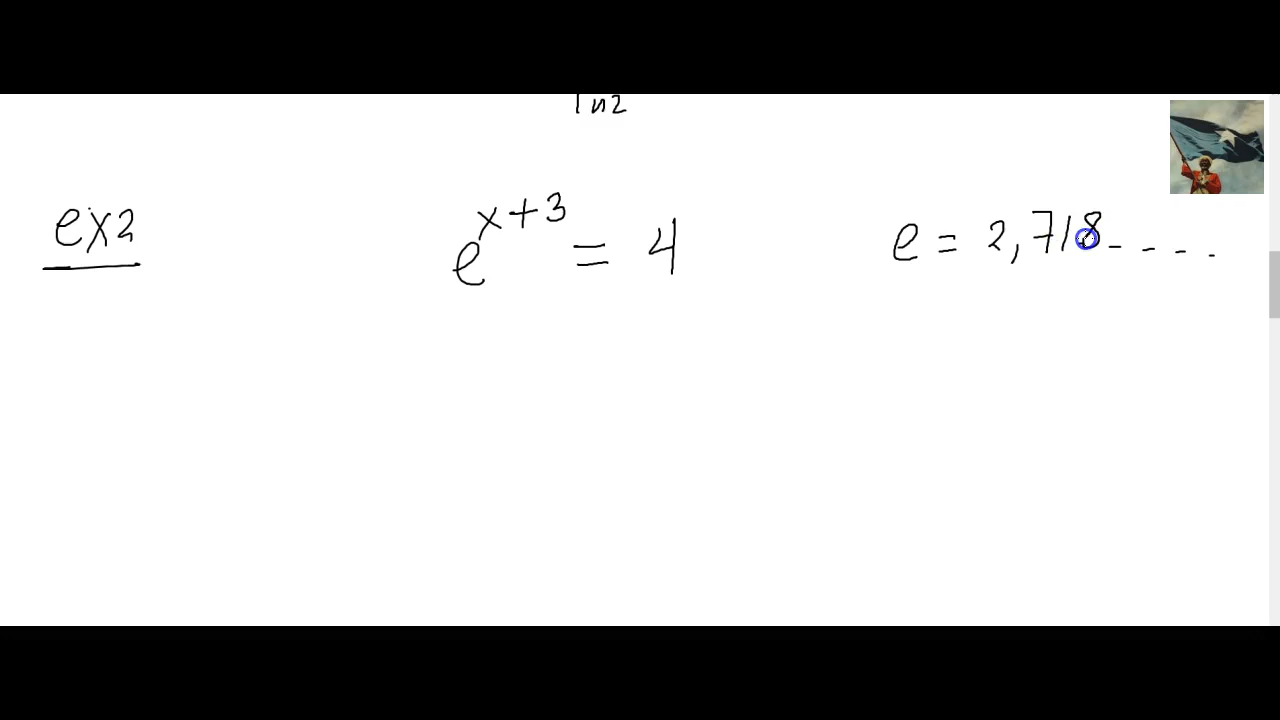 ln2
ex2
e^{x+3} = 4
e = 2,718- - - .